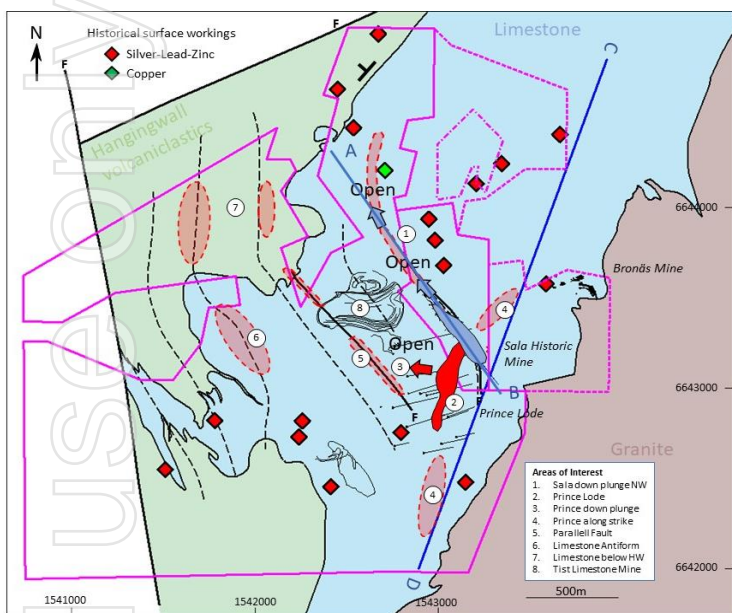 N
Historical surface workings
Silver-Lead-Zinc
Copper
F
F
Limestone
C
Hangingwall
volcaniclastics
A
Open
7
1
6644000
Open
Bronäs Mine
8
4
6
Open
Sala Historic
Mine
5
3
B
6643000
2
F
F
Prince Lode
Granite
4
Areas of Interest
1. Sala down plunge NW
2. Prince Lode
3. Prince down plunge
4. Prince along strike
5. Parallell Fault
6. Limestone Antiform
7. Limestone below HW
8. Tist Limestone Mine
D
6642000
500m
1541000
1542000
1543000
use only